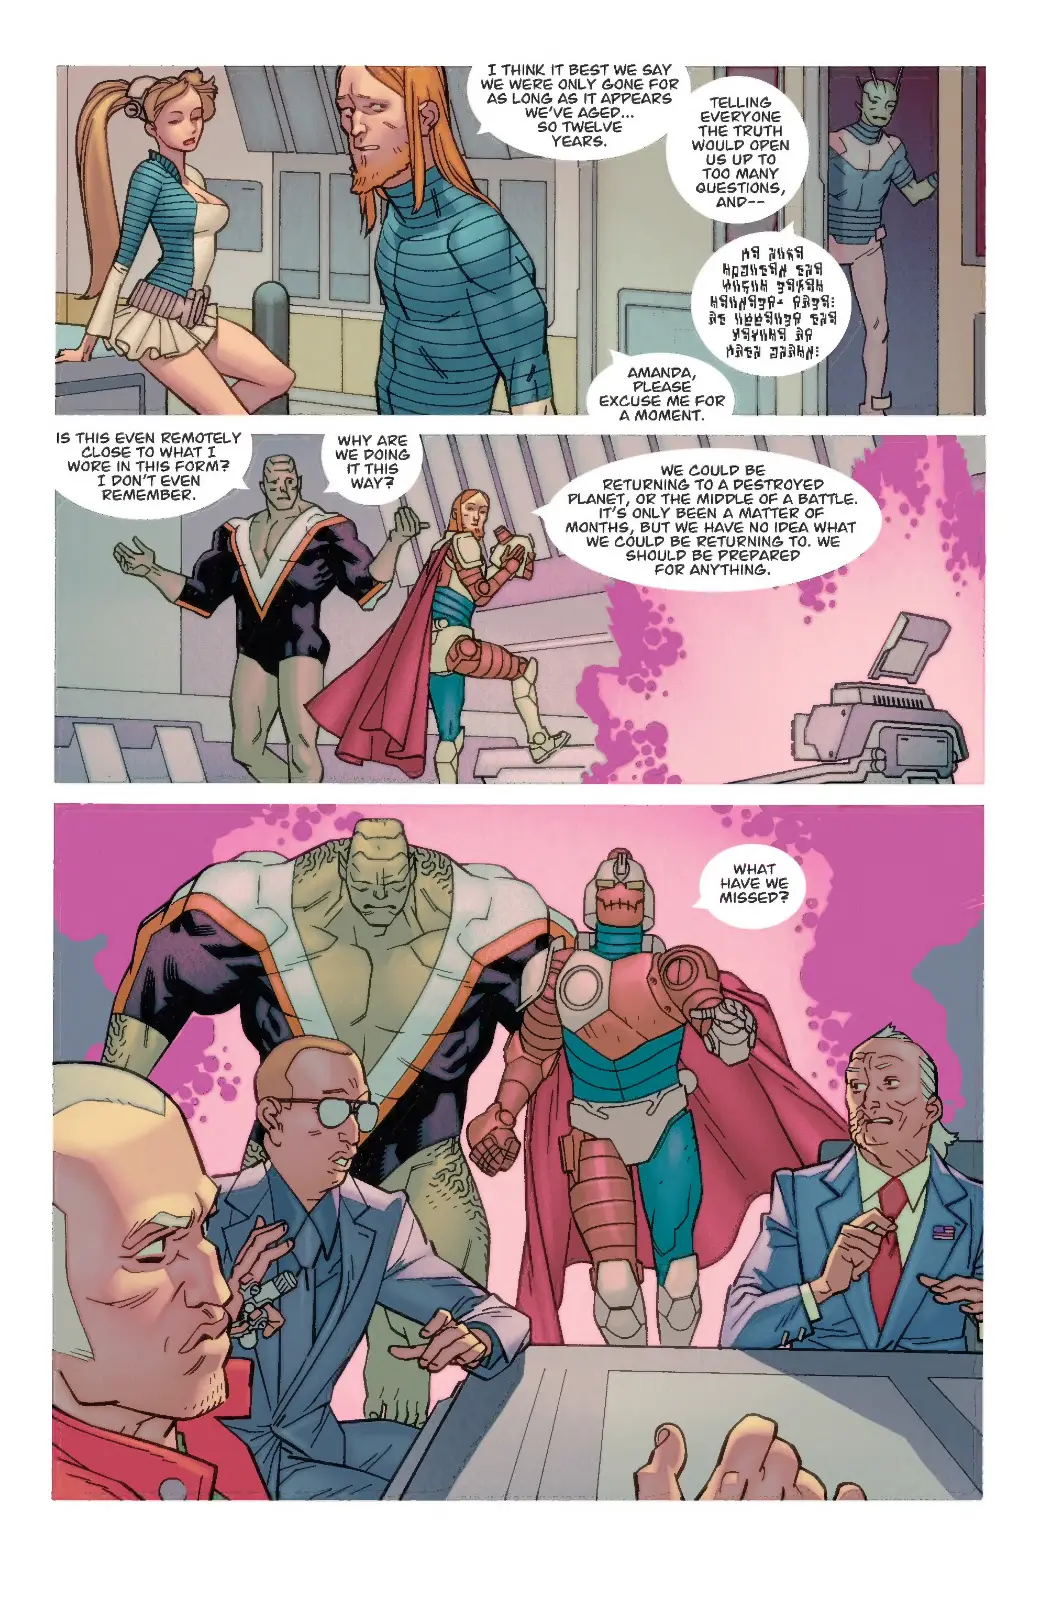 I THINK IT BEST WE SAY
WE WERE ONLY GONE FOR
AS LONG AS IT APPEARS
WE'VE AGED...
SO TWELVE
YEARS.
TELLING
EVERYONE
THE TRUTH
WOULD OPEN
US UP TO
TOO MANY
QUESTIONS,
AND--
AMANDA,
PLEASE
EXCUSE ME FOR
A MOMENT.
IS THIS EVEN REMOTELY
CLOSE TO WHAT I
WORE IN THIS FORM?
I DON'T EVEN
REMEMBER.
WHY ARE
WE DOING
IT THIS
WAY?
WE COULD BE
RETURNING TO A DESTROYED
PLANET, OR THE MIDDLE OF A BATTLE.
IT'S ONLY BEEN A MATTER OF
MONTHS, BUT WE HAVE NO IDEA WHAT
WE COULD BE RETURNING TO. WE
SHOULD BE PREPARED
FOR ANYTHING.
WHAT
HAVE WE
MISSED?